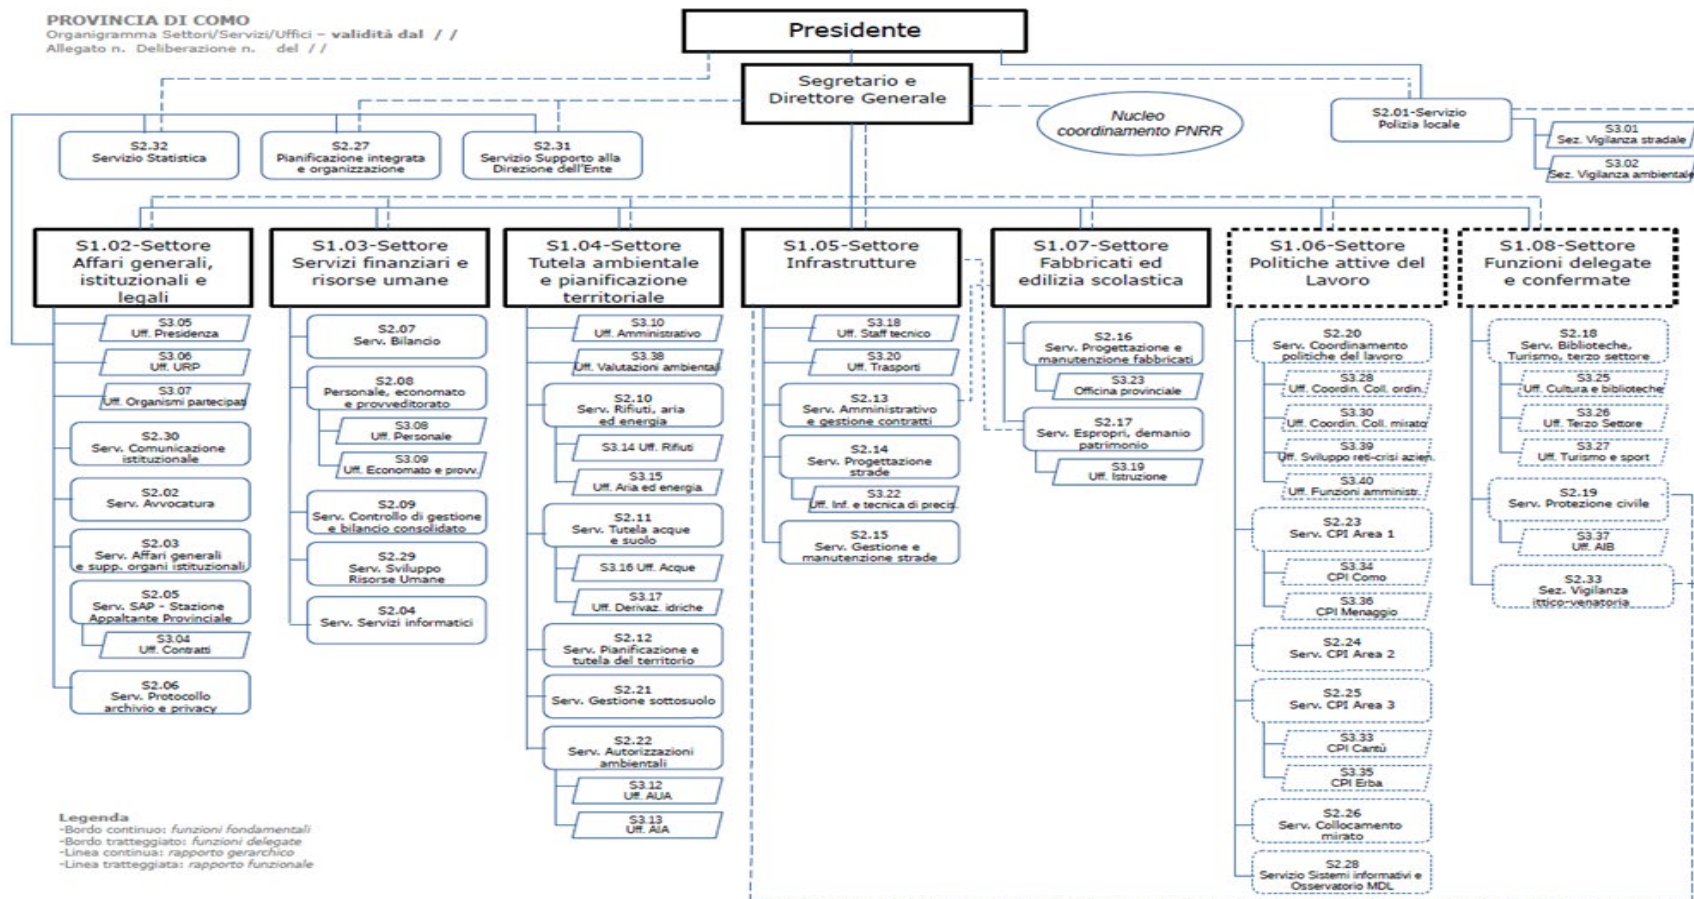 PROVINCIA DI COMO
Organigramma Settori/Servizi/Uffici – validità dal / /
Allegato n. Deliberazione n. del / /
Presidente
Segretario e
Direttore Generale
Nucleo
coordinamento PNRR
S2.01-Servizio
Polizia locale
S3.01
Sez. Vigilanza stradale
S3.02
Sez. Vigilanza ambientale
S2.32
Servizio Statistica
S2.27
Pianificazione integrata
e organizzazione
S2.31
Servizio Supporto alla
Direzione dell'Ente
S1.02-Settore
Affari generali,
istituzionali e
legali
S3.05
Uff. Presidenza
S3.06
Uff. URP
S3.07
Uff. Organismi partecipati
S2.30
Serv. Comunicazione
istituzionale
S2.02
Serv. Avvocatura
S2.03
Serv. Affari generali
e supp. organi istituzionali
S2.05
Serv. SAP - Stazione
Appaltante Provinciale
S3.04
Uff. Contratti
S2.06
Serv. Protocollo
archivio e privacy
S1.03-Settore
Servizi finanziari e
risorse umane
S2.07
Serv. Bilancio
S2.08
Personale, economato
e provveditorato
S3.08
Uff. Personale
S3.09
Uff. Economato e provv.
S2.09
Serv. Controllo di gestione
e bilancio consolidato
S2.29
Serv. Sviluppo
Risorse Umane
S2.04
Serv. Servizi informatici
S1.04-Settore
Tutela ambientale
e pianificazione
territoriale
S3.10
Uff. Amministrativo
S3.38
Uff. Valutazioni ambientali
S2.10
Serv. Rifiuti, aria
ed energia
S3.14 Uff. Rifiuti
S3.15
Uff. Aria ed energia
S2.11
Serv. Tutela acque
e suolo
S3.16 Uff. Acque
S3.17
Uff. Derivaz. idriche
S2.12
Serv. Pianificazione e
tutela del territorio
S2.21
Serv. Gestione sottosuolo
S2.22
Serv. Autorizzazioni
ambientali
S3.12
Uff. AUA
S3.13
Uff. AIA
S1.05-Settore
Infrastrutture
S3.18
Uff. Staff tecnico
S3.20
Uff. Trasporti
S2.13
Serv. Amministrativo
e gestione contratti
S2.14
Serv. Progettazione
strade
S3.22
Uff. Inf. e tecnica di precis.
S2.15
Serv. Gestione e
manutenzione strade
S1.07-Settore
Fabbricati ed
edilizia scolastica
S2.16
Serv. Progettazione e
manutenzione fabbricati
S3.23
Officina provinciale
S2.17
Serv. Espropri, demanio
patrimonio
S3.19
Uff. Istruzione
S1.06-Settore
Politiche attive del
Lavoro
S2.20
Serv. Coordinamento
politiche del lavoro
S3.28
Uff. Coordin. Coll. ordin.
S3.30
Uff. Coordin. Coll. mirato
S3.39
Uff. Sviluppo reti-crisi azien.
S3.40
Uff. Funzioni amministr.
S2.23
Serv. CPI Area 1
S3.34
CPI Como
S3.36
CPI Menaggio
S2.24
Serv. CPI Area 2
S2.25
Serv. CPI Area 3
S3.33
CPI Cantù
S3.35
CPI Erba
S2.26
Serv. Collocamento
mirato
S2.28
Servizio Sistemi informativi e
Osservatorio MDL
S1.08-Settore
Funzioni delegate
e confermate
S2.18
Serv. Biblioteche,
Turismo, terzo settore
S3.25
Uff. Cultura e biblioteche
S3.26
Uff. Terzo Settore
S3.27
Uff. Turismo e sport
S2.19
Serv. Protezione civile
S3.37
Uff. AIB
S2.33
Sez. Vigilanza
ittico-venatoria
Legenda
-Bordo continuo: funzioni fondamentali
-Bordo tratteggiato: funzioni delegate
-Linea continua: rapporto gerarchico
-Linea tratteggiata: rapporto funzionale